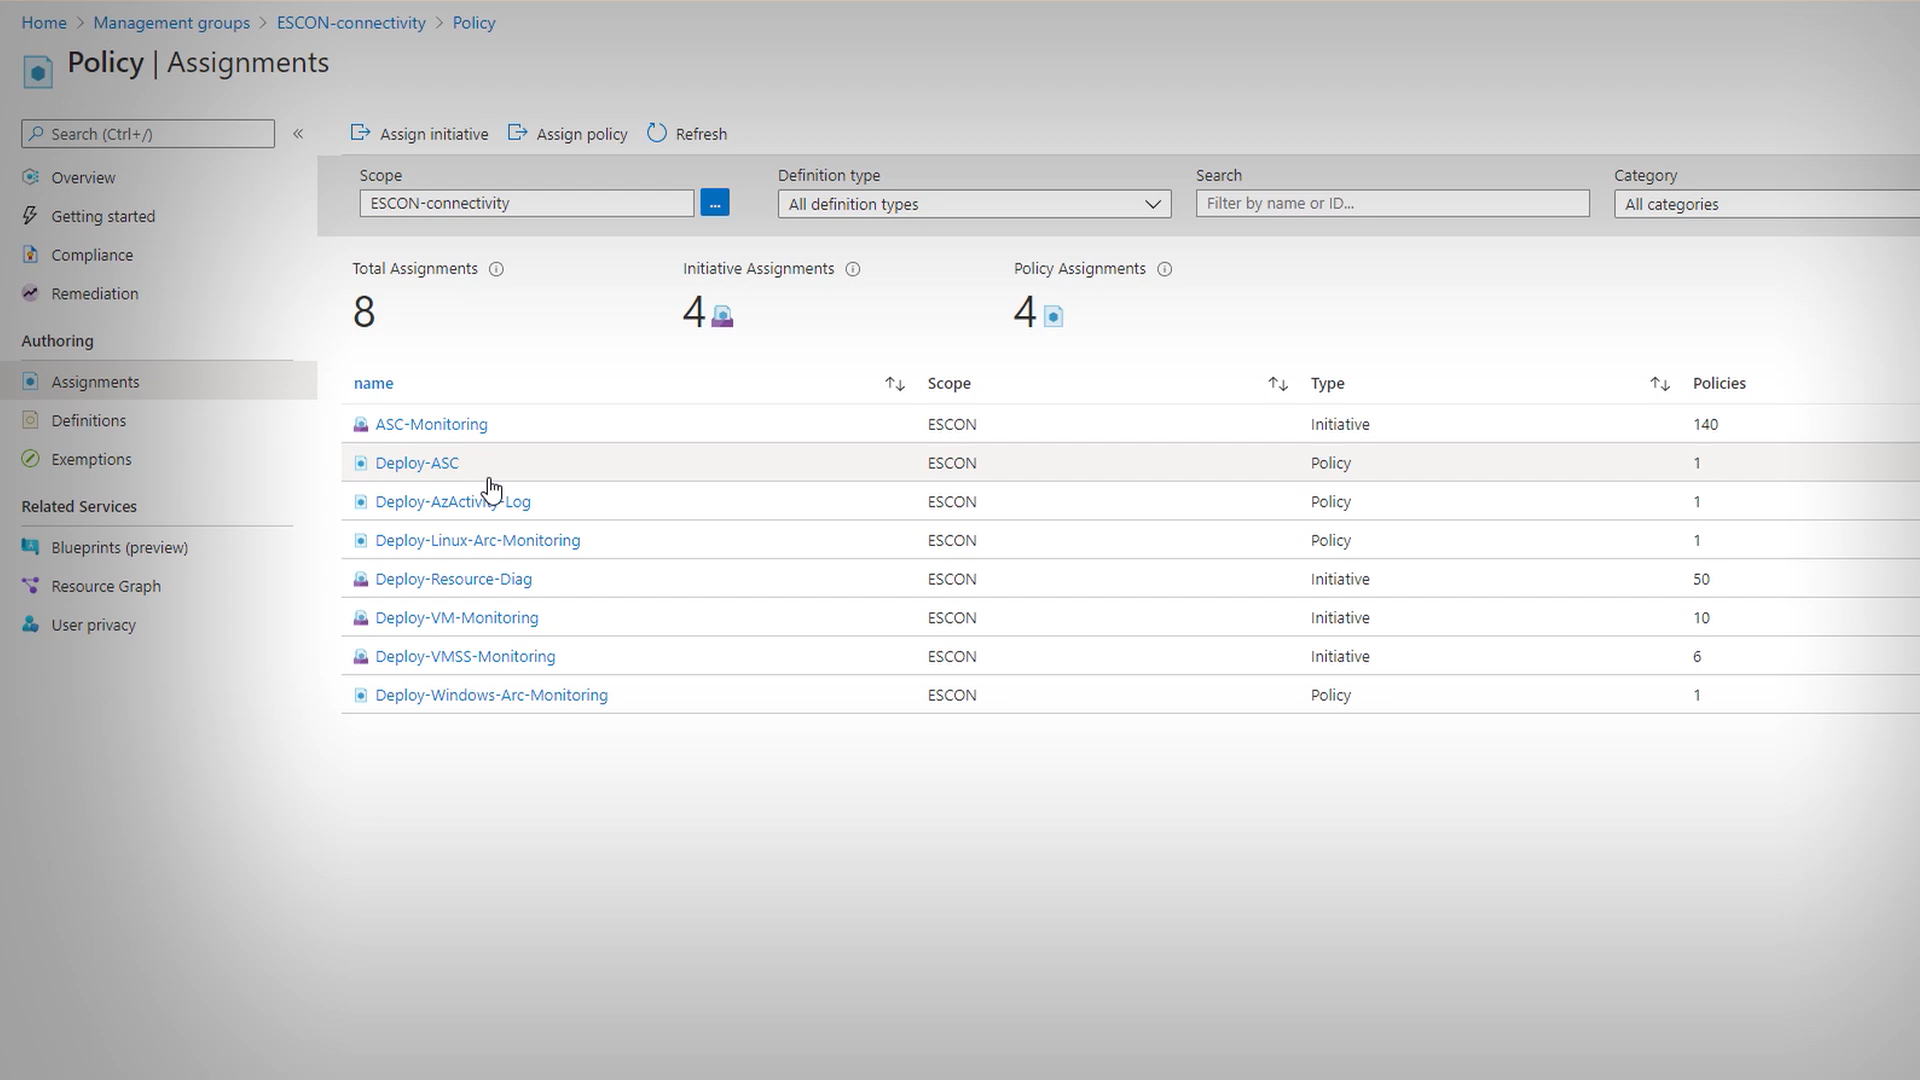 Home > Management groups > ESCON-connectivity > Policy
Policy | Assignments
Search (Ctrl+/) «
Overview
Getting started
Compliance
Remediation
Authoring
Assignments
Definitions
Exemptions
Related Services
Blueprints (preview)
Resource Graph
User privacy
Assign initiative Assign policy Refresh
Scope Definition type Search Category
ESCON-connectivity ... All definition types Filter by name or ID... All categories
Total Assignments Initiative Assignments Policy Assignments
8 4 4
name Scope Type Policies
ASC-Monitoring ESCON Initiative 140
Deploy-ASC ESCON Policy 1
Deploy-AzActivity-Log ESCON Policy 1
Deploy-Linux-Arc-Monitoring ESCON Policy 1
Deploy-Resource-Diag ESCON Initiative 50
Deploy-VM-Monitoring ESCON Initiative 10
Deploy-VMSS-Monitoring ESCON Initiative 6
Deploy-Windows-Arc-Monitoring ESCON Policy 1